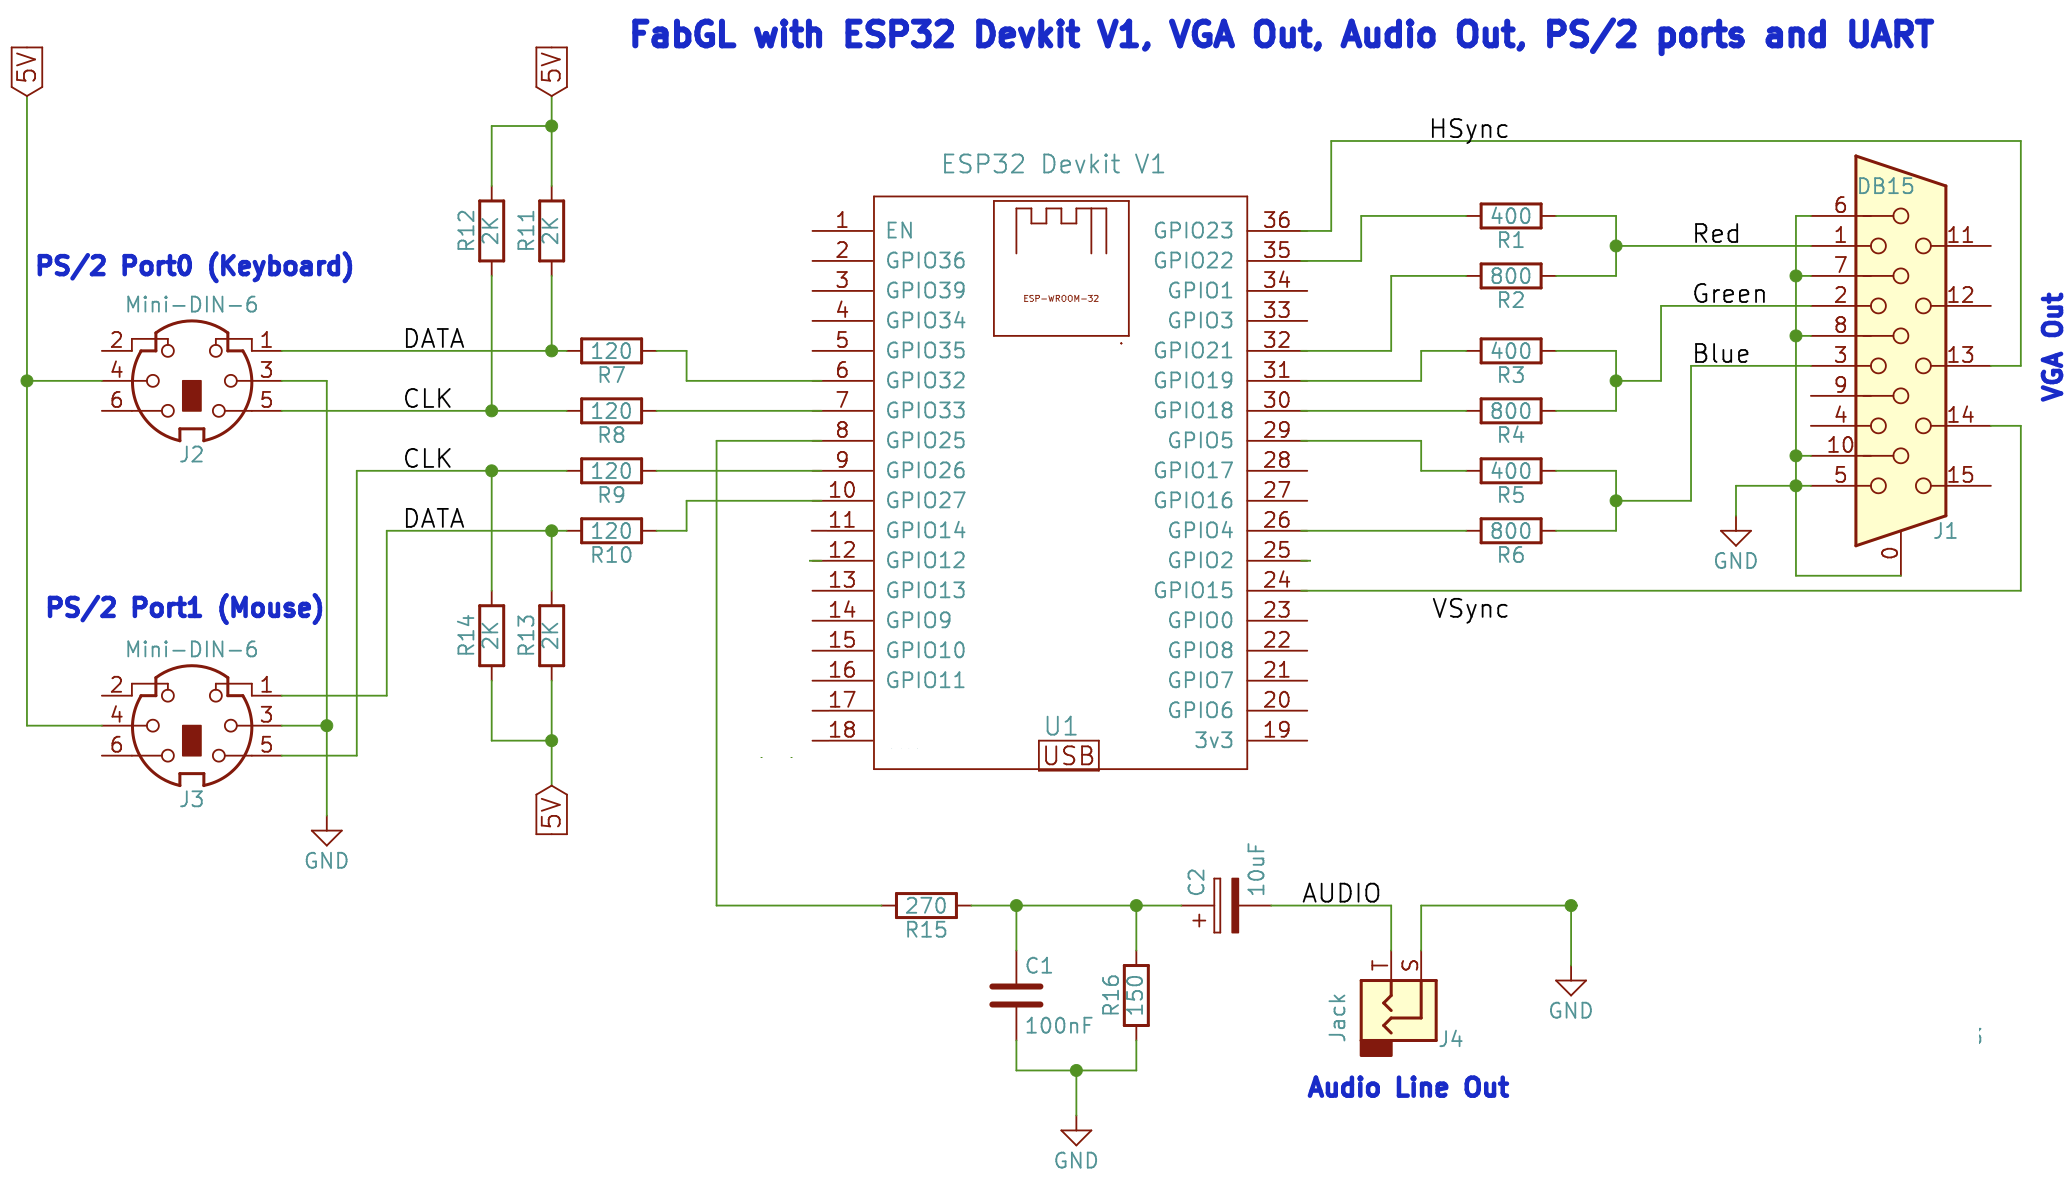 FabGL with ESP32 Devkit V1, VGA Out, Audio Out, PS/2 ports and UART
5V
5V
PS/2 Port0 (Keyboard)
Mini-DIN-6
2
1
4
3
6
5
J2
DATA
CLK
CLK
DATA
R12
2K
R11
2K
120
R7
120
R8
120
R9
120
R10
PS/2 Port1 (Mouse)
Mini-DIN-6
2
1
4
3
6
5
J3
GND
R14
2K
R13
2K
5V
ESP32 Devkit V1
ESP-WROOM-32
1 EN
2 GPIO36
3 GPIO39
4 GPIO34
5 GPIO35
6 GPIO32
7 GPIO33
8 GPIO25
9 GPIO26
10 GPIO27
11 GPIO14
12 GPIO12
13 GPIO13
14 GPIO9
15 GPIO10
16 GPIO11
17
18
GPIO23 36
GPIO22 35
GPIO1 34
GPIO3 33
GPIO21 32
GPIO19 31
GPIO18 30
GPIO5 29
GPIO17 28
GPIO16 27
GPIO4 26
GPIO2 25
GPIO15 24
GPIO0 23
GPIO8 22
GPIO7 21
GPIO6 20
3v3 19
U1
USB
HSync
400
R1
800
R2
400
R3
800
R4
400
R5
800
R6
VSync
Red
Green
Blue
GND
DB15
6
1
7
2
8
3
9
4
10
5
11
12
13
14
15
0
J1
VGA Out
270
R15
C1
100nF
R16
150
GND
C2
+
10uF
AUDIO
T
S
Jack
J4
GND
Audio Line Out